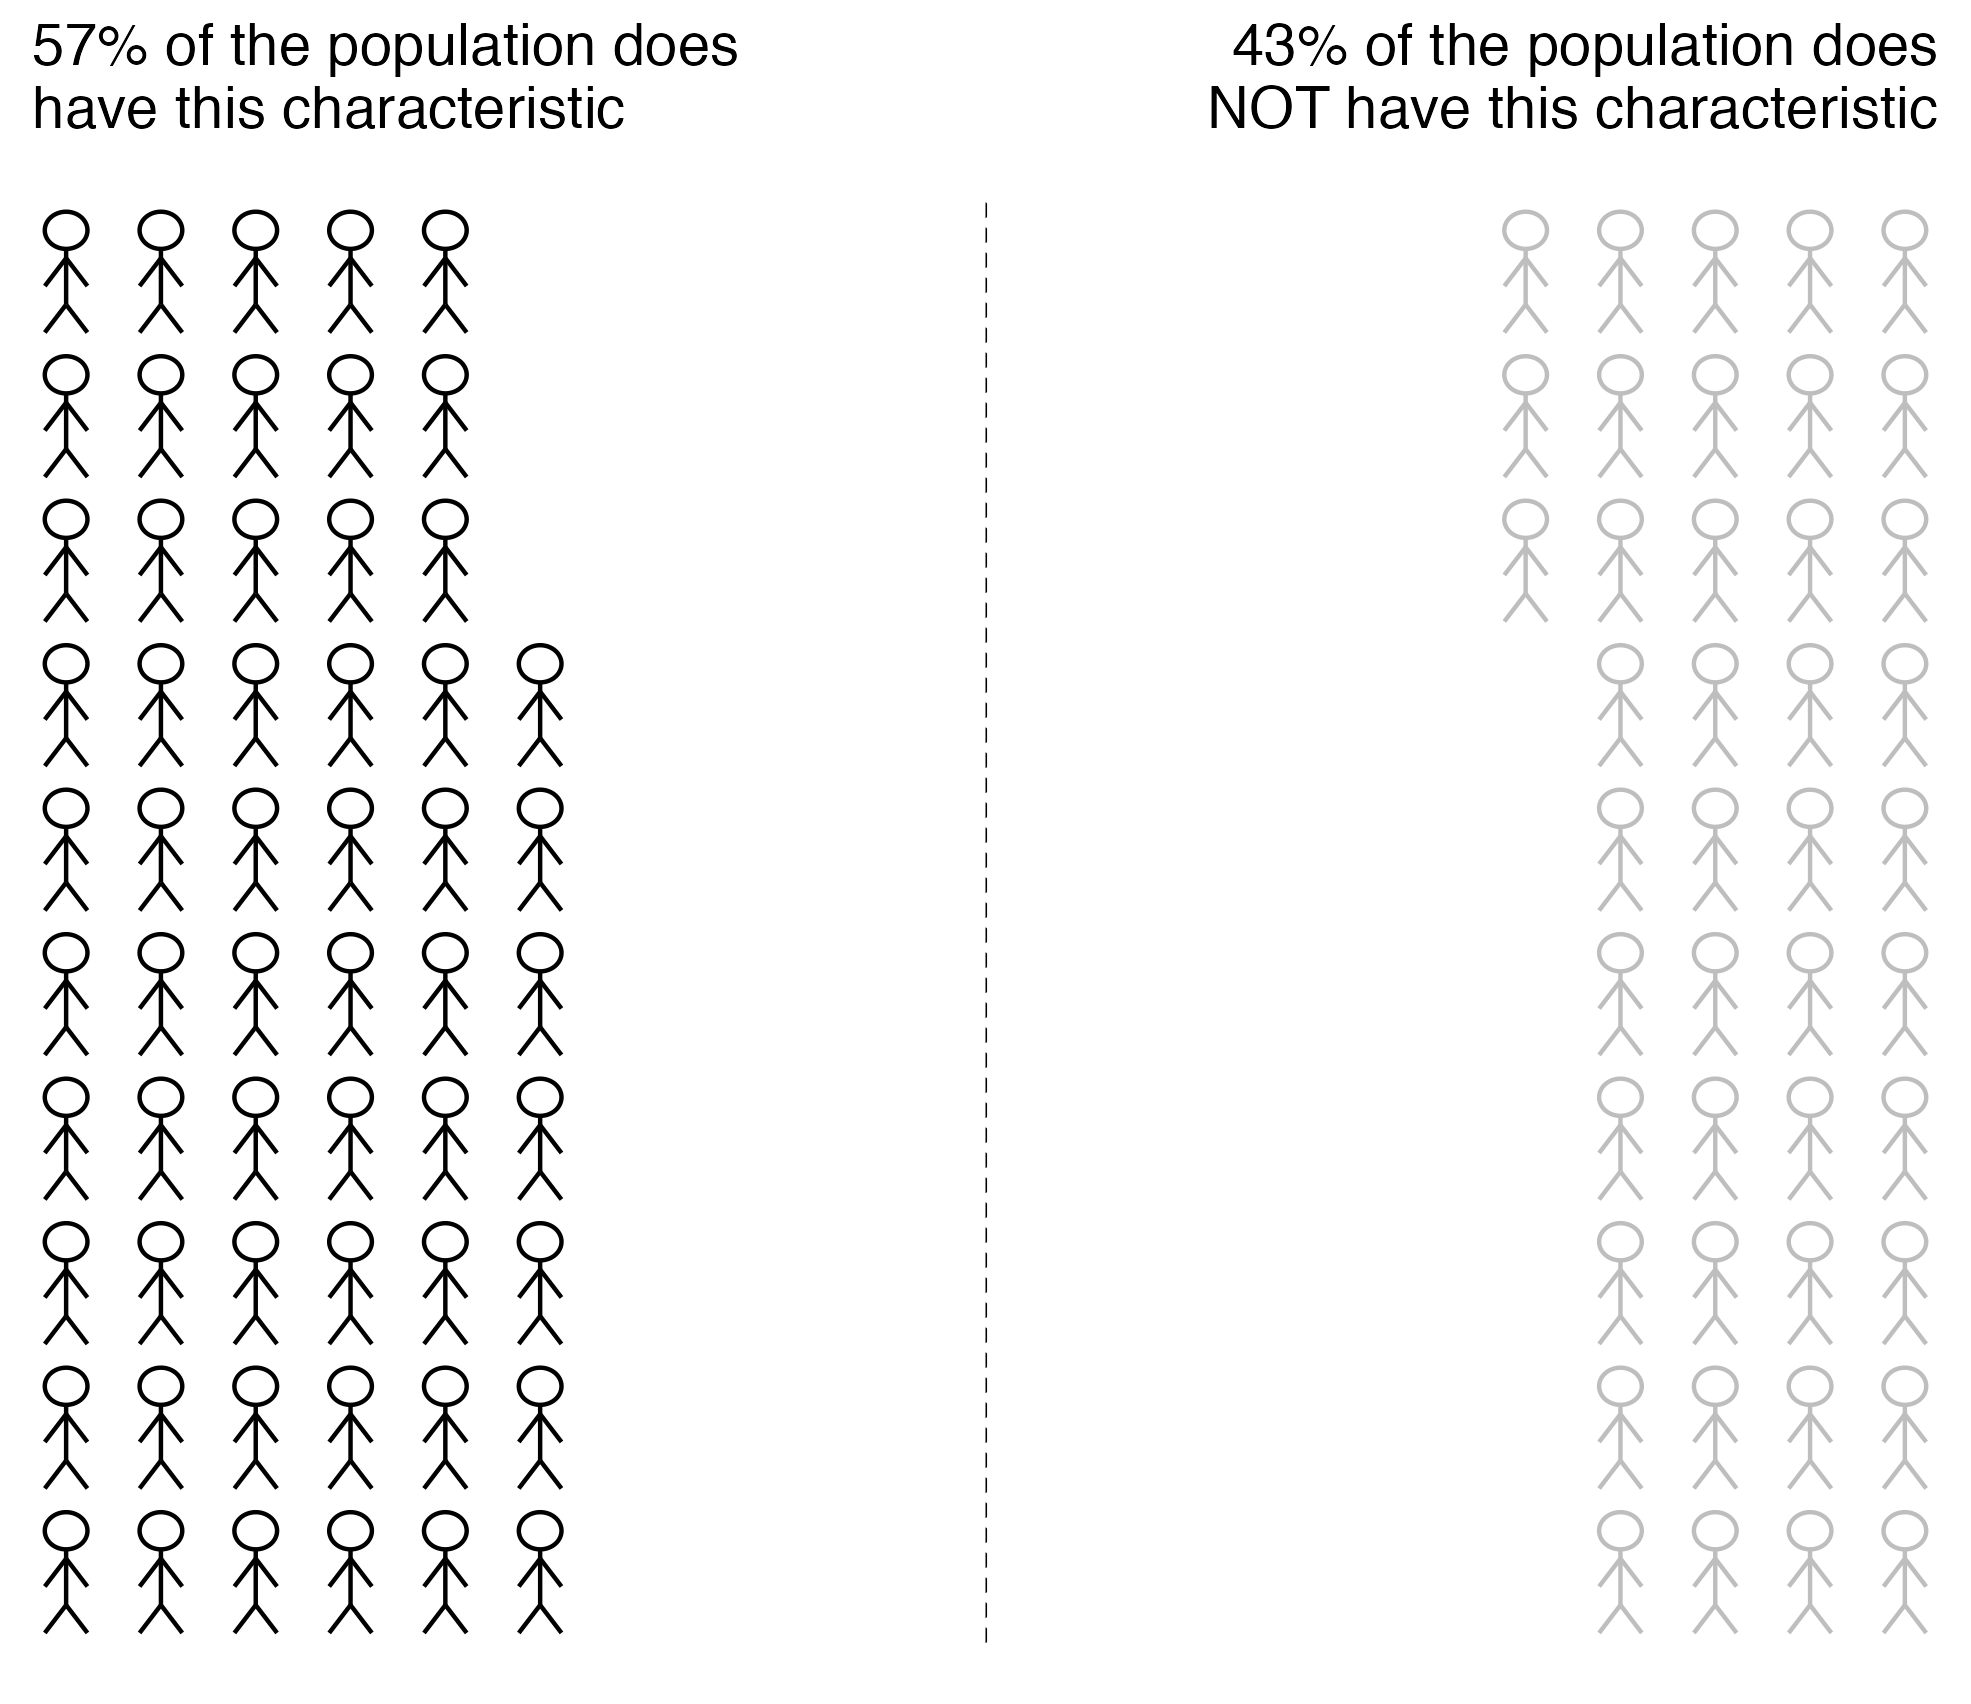 57% of the population does
have this characteristic
43% of the population does
NOT have this characteristic